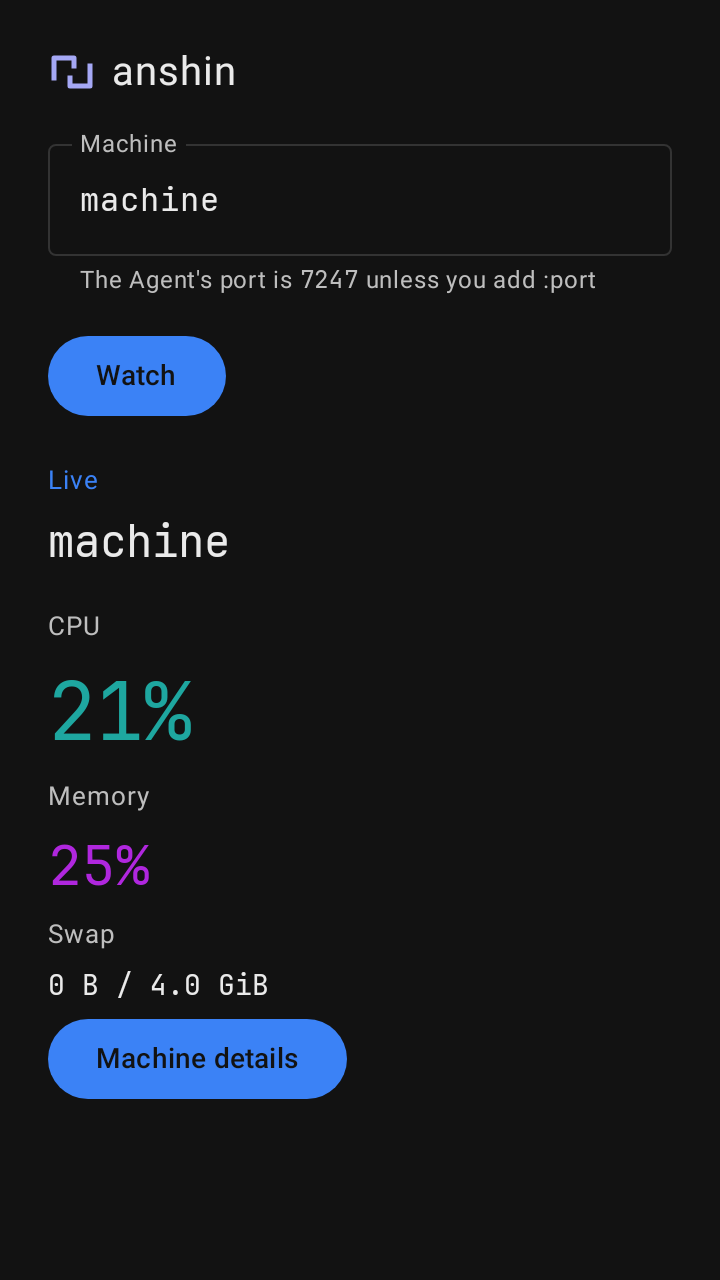 anshin
Machine
machine
The Agent's port is 7247 unless you add :port
Watch
Live
machine
CPU
21%
Memory
25%
Swap
0 B / 4.0 GiB
Machine details